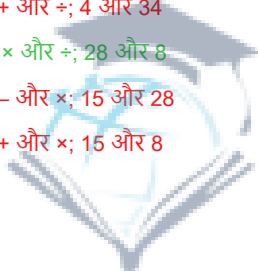 + और ÷; 4 और 34
× और ÷; 28 और 8
– और ×; 15 और 28
+ और ×; 15 और 8